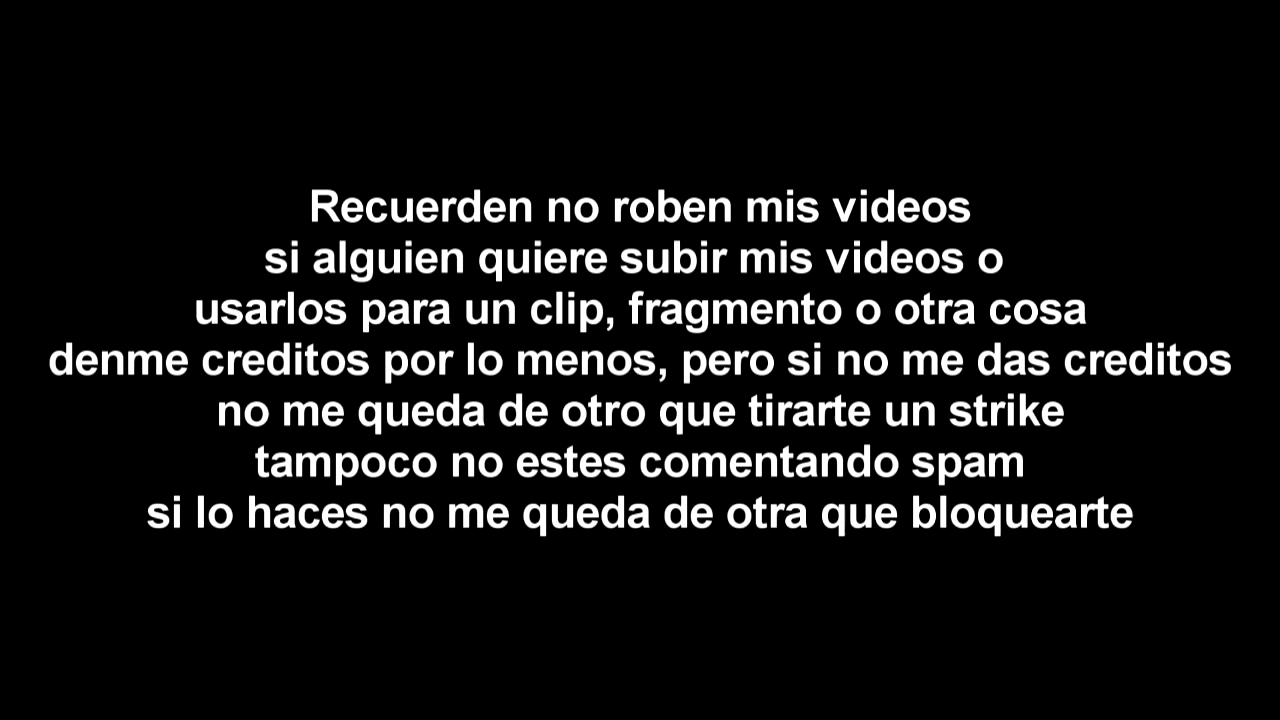 Recuerden no roben mis videos
si alguien quiere subir mis videos o
usarlos para un clip, fragmento o otra cosa
denme creditos por lo menos, pero si no me das creditos
no me queda de otro que tirarte un strike
tampoco no estes comentando spam
si lo haces no me queda de otra que bloquearte